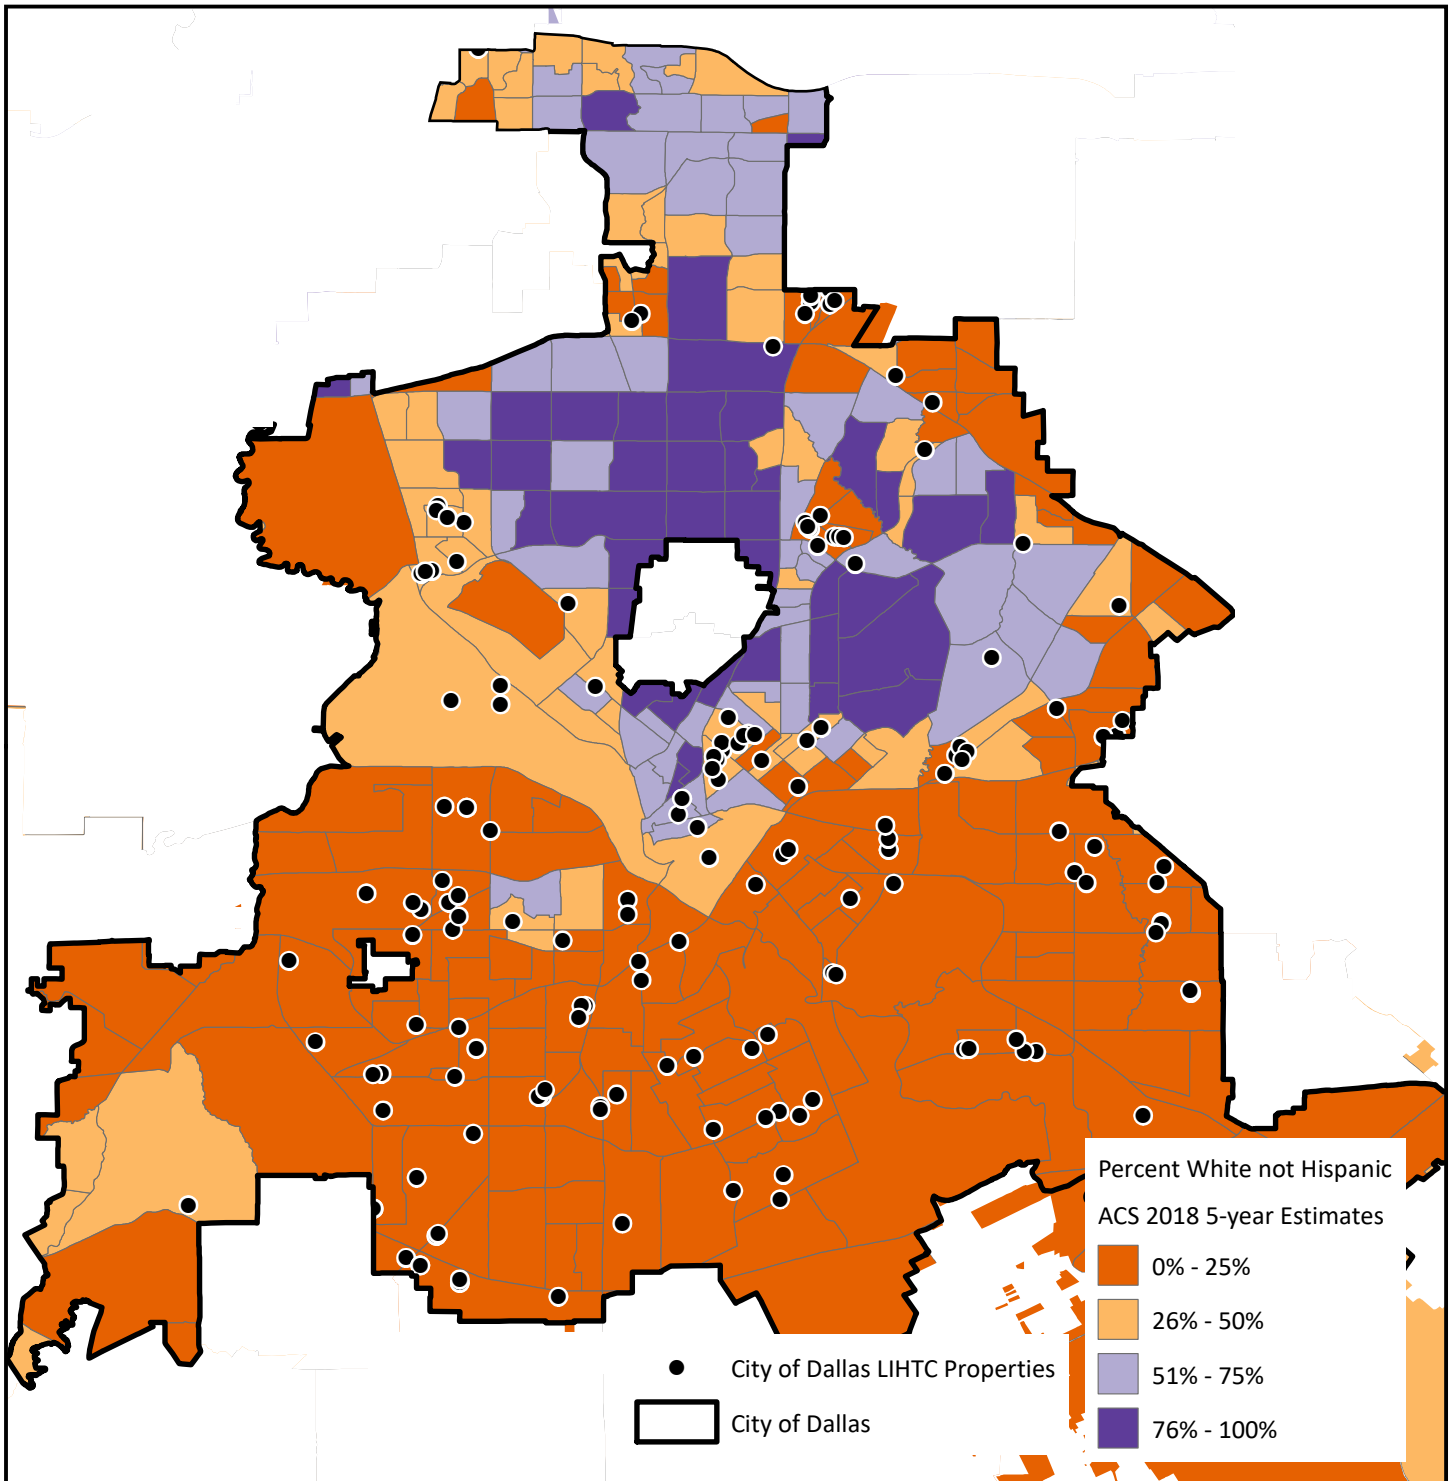 Percent White not Hispanic
ACS 2018 5-year Estimates
0% - 25%
26% - 50%
51% - 75%
76% - 100%
City of Dallas LIHTC Properties
City of Dallas